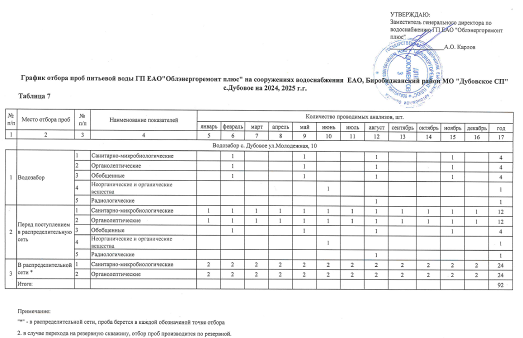 УТВЕРЖДАЮ:
Заместитель генерального директора по
водоснабжению ГП ЕАО "Облэнергоремонт
плюс"
А.О. Карлов
График отбора проб питьевой воды ГП ЕАО"Облэнергоремонт плюс" на сооружениях водоснабжения ЕАО, Биробиджанский район МО "Дубовское СП"
с.Дубовое на 2024, 2025 г.г.
Таблица 7
№ п/п Место отбора проб № п/п Наименование показателей Количество проводимых анализов, шт.
январь февраль март апрель май июнь июль август сентябрь октябрь ноябрь декабрь год
1 2 3 4 5 6 7 8 9 10 11 12 13 14 15 16 17
Водозабор с. Дубовое ул.Молодежная, 10
1 Водозабор 1 Санитарно-микробиологические 1 1 1 1 4
2 Органолептические 1 1 1 1 4
3 Обобщенные 1 1 1 1 4
4 Неорганические и органические вещества 1 1
5 Радиологические 1 1
2 Перед поступлением в распределительную сеть 1 Санитарно-микробиологические 1 1 1 1 1 1 1 1 1 1 1 1 12
2 Органолептические 1 1 1 1 1 1 1 1 1 1 1 1 12
3 Обобщенные 1 1 1 1 4
4 Неорганические и органические вещества 1 1
5 Радиологические 1 1
3 В распределительной сети * 1 Санитарно-микробиологические 2 2 2 2 2 2 2 2 2 2 2 2 24
2 Органолептические 2 2 2 2 2 2 2 2 2 2 2 2 24
Итого: 92
Примечание:
"*" - в распределительной сети, проба берется в каждой обозначеной точке отбора
2. в случае перехода на резервную скважину, отбор проб производится по резервной.